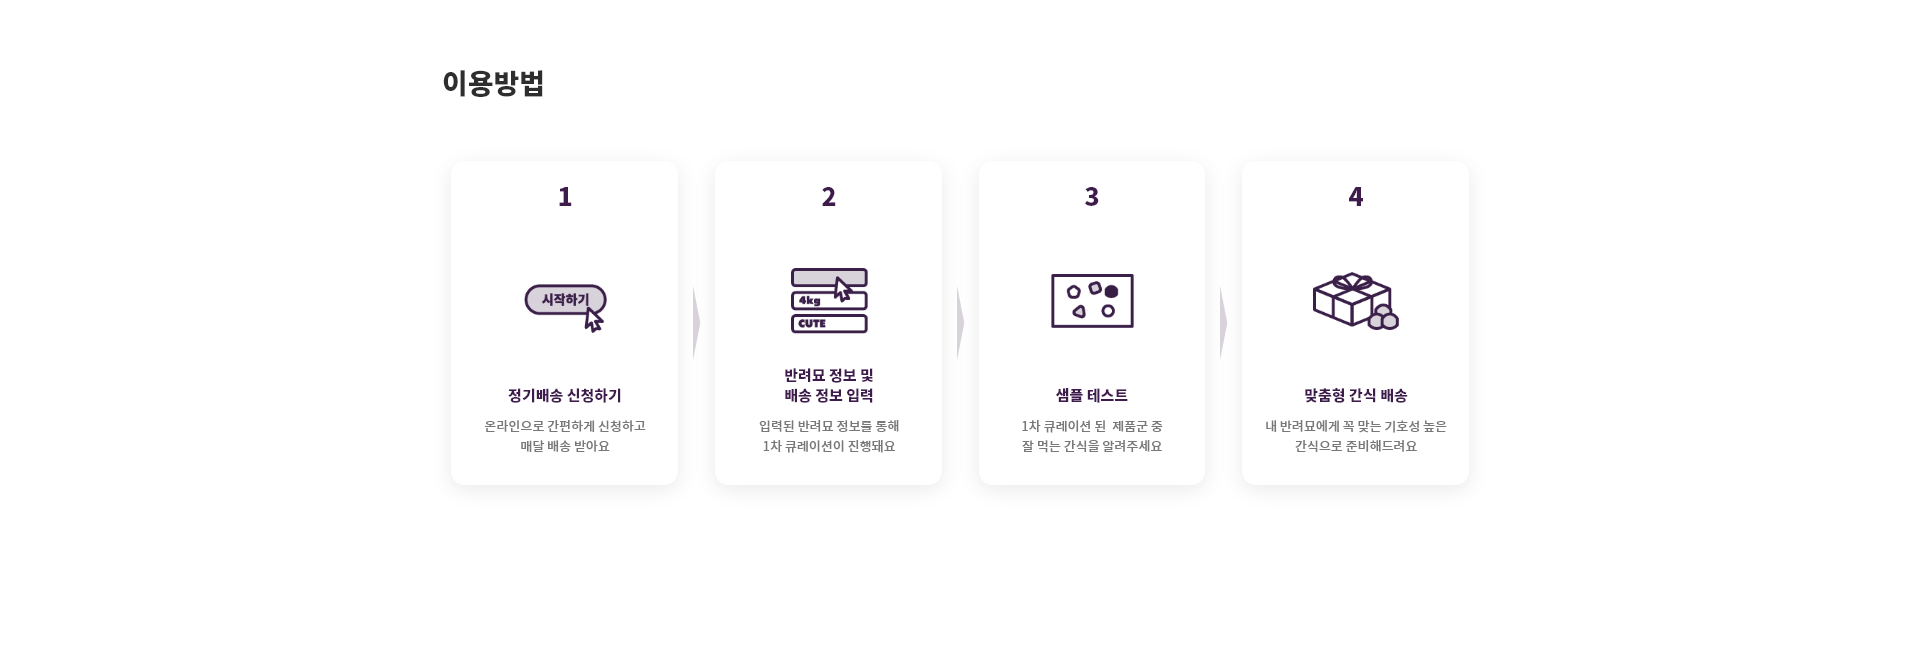 이용방법
1
시작하기
정기배송 신청하기
온라인으로 간편하게 신청하고
매달 배송 받아요
2
4kg
CUTE
반려묘 정보 및
배송 정보 입력
입력된 반려묘 정보를 통해
1차 큐레이션이 진행돼요
3
샘플 테스트
1차 큐레이션 된 제품군 중
잘 먹는 간식을 알려주세요
4
맞춤형 간식 배송
내 반려묘에게 꼭 맞는 기호성 높은
간식으로 준비해드려요